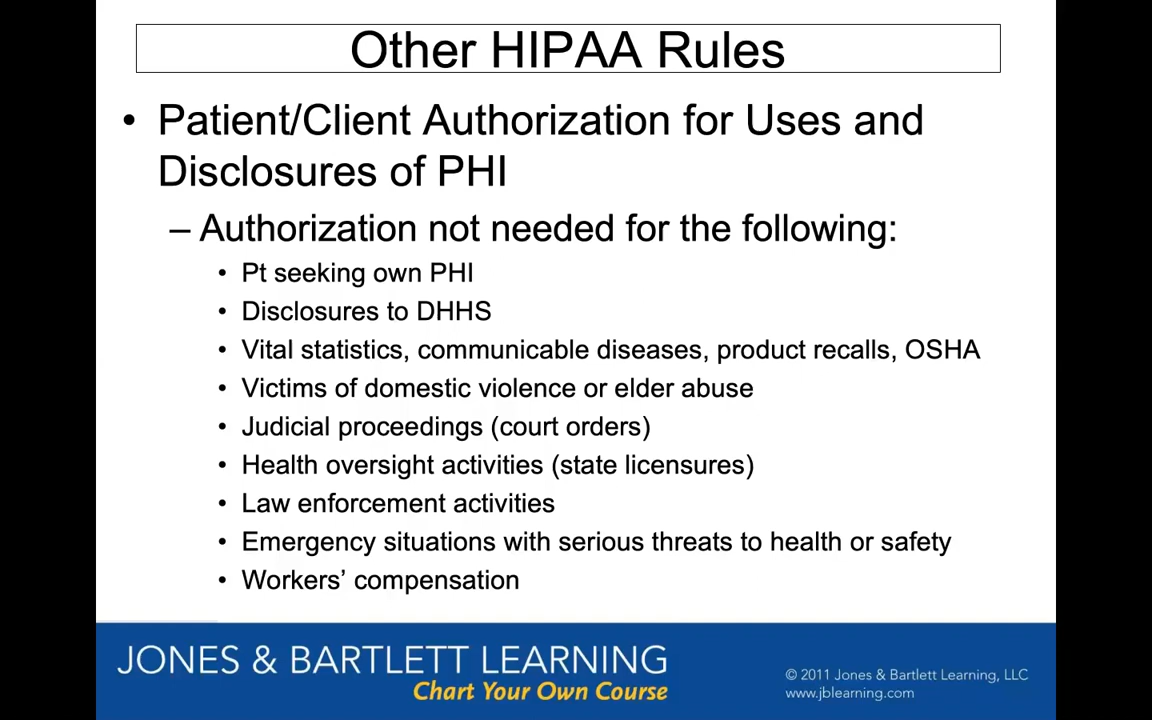 Other HIPAA Rules
• Patient/Client Authorization for Uses and
Disclosures of PHI
– Authorization not needed for the following:
• Pt seeking own PHI
• Disclosures to DHHS
• Vital statistics, communicable diseases, product recalls, OSHA
• Victims of domestic violence or elder abuse
• Judicial proceedings (court orders)
• Health oversight activities (state licensures)
• Law enforcement activities
• Emergency situations with serious threats to health or safety
• Workers’ compensation
JONES & BARTLETT LEARNING
Chart Your Own Course
© 2011 Jones & Bartlett Learning, LLC
www.jblearning.com